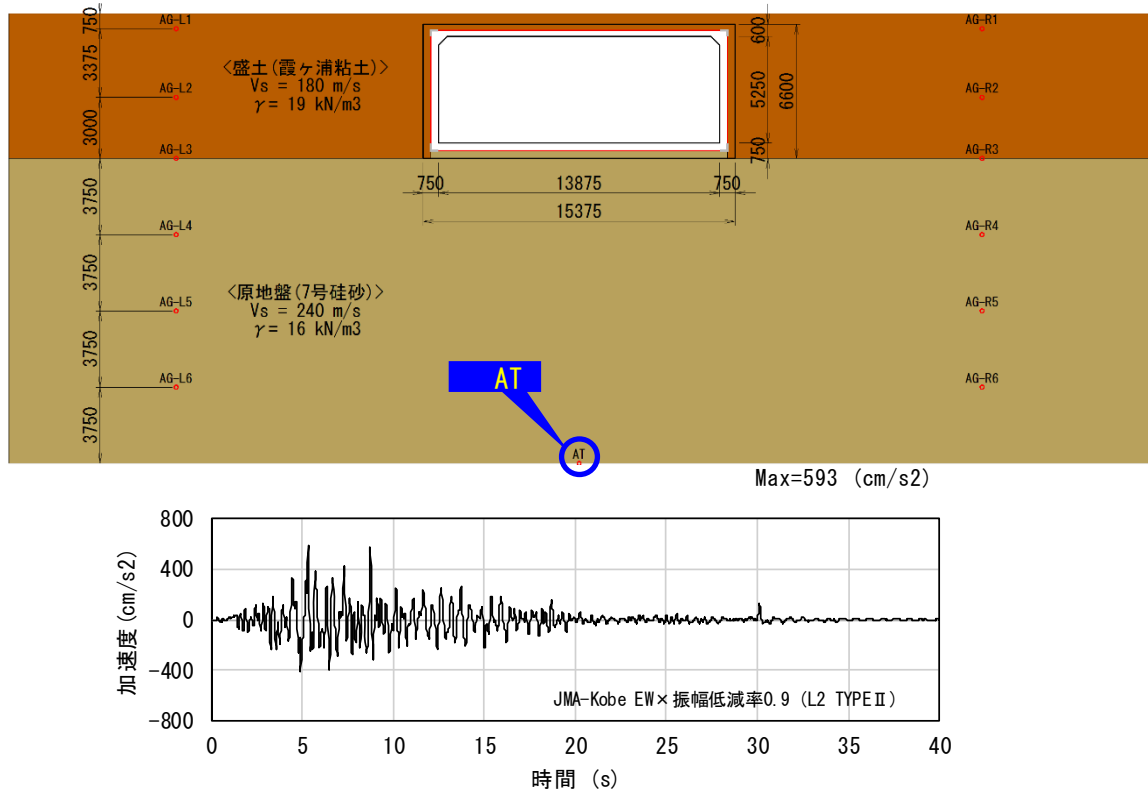 AG-L1
AG-R1
750
600
<盛土(霞ヶ浦粘土)>
Vs = 180 m/s
γ= 19 kN/m3
3375
AG-L2
AG-R2
5250
6600
3000
AG-L3
AG-R3
750
750
13875
750
15375
3750
AG-L4
AG-R4
3750
<原地盤(7号硅砂)>
Vs = 240 m/s
γ= 16 kN/m3
AG-L5
AG-R5
3750
AT
AG-L6
AG-R6
3750
AT
Max=593 (cm/s2)
800
400
0
-400
-800
加速度(cm/s2)
JMA-Kobe EW×振幅低減率0.9 (L2 TYPEⅡ)
0 5 10 15 20 25 30 35 40
時間 (s)